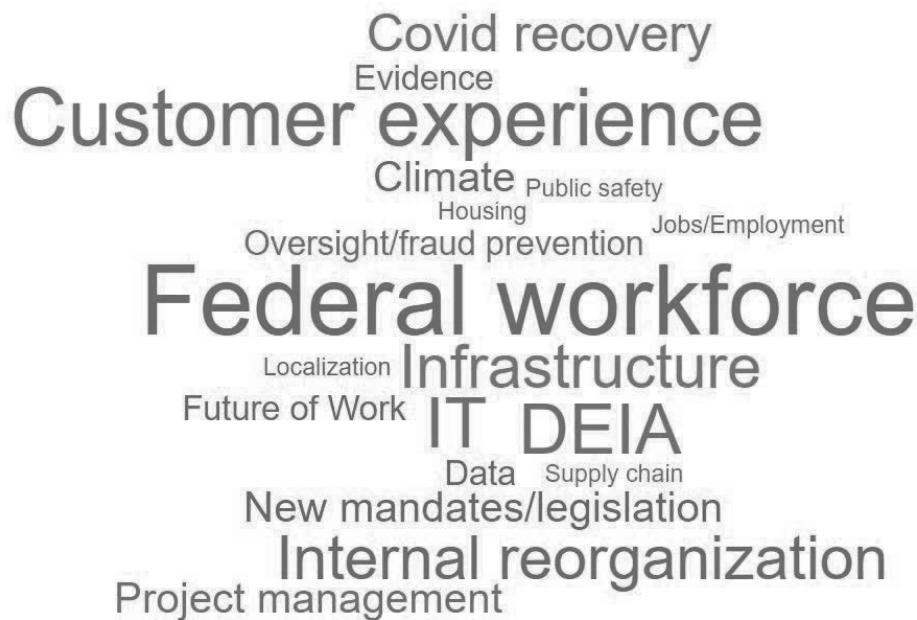 Covid recovery
Evidence
Customer experience
Climate
Public safety
Housing
Jobs/Employment
Oversight/fraud prevention
Federal workforce
Localization
Infrastructure
Future of Work
IT
DEIA
Data
Supply chain
New mandates/legislation
Internal reorganization
Project management